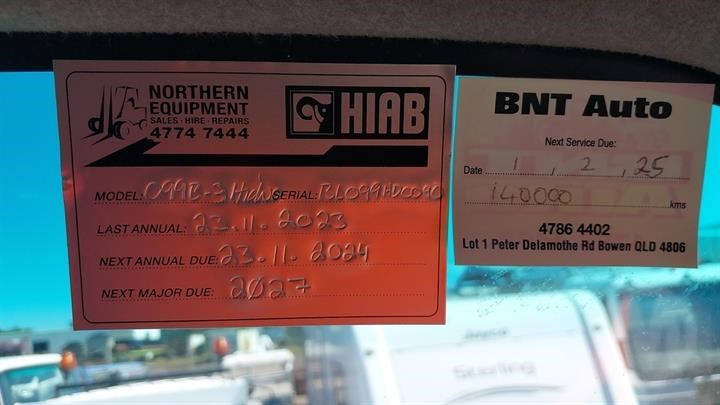 NORTHERN
EQUIPMENT
SALES · HIRE · REPAIRS
4774 7444
HIAB
MODEL: 099B-3 SERIAL:
LAST ANNUAL: 23.11.2023
NEXT ANNUAL DUE: 23.11.2024
NEXT MAJOR DUE: 2027
BNT Auto
Next Service Due:
Date 1, 2, 25
140000 kms
4786 4402
Lot 1 Peter Delamothe Rd Bowen QLD 4806
Jayco
Sterling